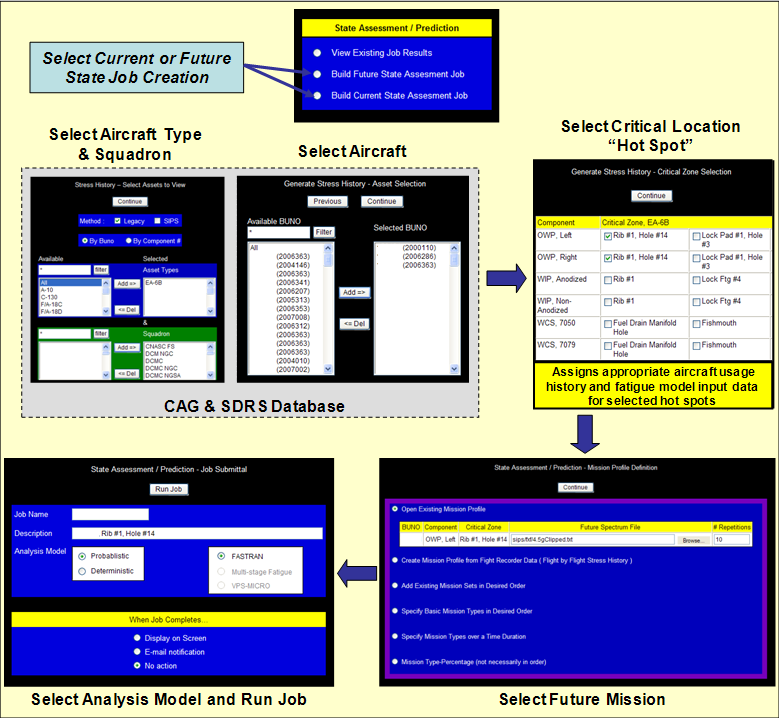 State Assessment / Prediction
View Existing Job Results
Build Future State Assesment Job
Build Current State Assesment Job
Select Current or Future
State Job Creation
Select Aircraft Type
& Squadron
Stress History – Select Assets to View
Continue
Method : Legacy SIPS
By Buno By Component #
Available Selected
* filter Asset Types
All
A-10
C-130
F/A-18C
F/A-18D
Add =>
<= Del
EA-6B
&
* filter Squadron
Add =>
<= Del
CNASC FS
DCM NGC
DCMC
DCMC NGC
DCMC NGSA
Select Aircraft
Generate Stress History - Asset Selection
Previous Continue
Available BUNO
* Filter
All
(2006363)
(2004146)
(2006363)
(2006341)
(2006207)
(2005313)
(2006353)
(2007008)
(2006312)
(2006363)
(2006363)
(2006363)
(2004010)
(2007002)
Add =>
<= Del
Selected BUNO
(2000110)
(2006286)
(2006363)
CAG & SDRS Database
Select Critical Location
“Hot Spot”
Generate Stress History - Critical Zone Selection
Continue
Component Critical Zone, EA-6B
OWP, Left Rib #1, Hole #14 Lock Pad #1, Hole
#3
OWP, Right Rib #1, Hole #14 Lock Pad #1, Hole
#3
WIP, Anodized Rib #1 Lock Ftg #4
WIP, Non-
Anodized Rib #1 Lock Ftg #4
WCS, 7050 Fuel Drain Manifold
Hole Fishmouth
WCS, 7079 Fuel Drain Manifold
Hole Fishmouth
Assigns appropriate aircraft usage
history and fatigue model input data
for selected hot spots
State Assessment / Prediction - Mission Profile Definition
Continue
Open Existing Mission Profile
BUNO Component Critical Zone Future Spectrum File # Repetitions
OWP, Left Rib #1, Hole #14 sips/txf/4.5gClipped.txt Browse... 10
Create Mission Profile from Fight Recorder Data ( Flight by Flight Stress History )
Add Existing Mission Sets in Desired Order
Specify Basic Mission Types in Desired Order
Specify Mission Types over a Time Duration
Mission Type-Percentage (not necessarily in order)
Select Future Mission
State Assessment / Prediction - Job Submittal
Run Job
Job Name
Description Rib #1, Hole #14
Analysis Model
Probablistic
Deterministic
FASTRAN
Multi-stage Fatigue
VPS-MICRO
When Job Completes...
Display on Screen
E-mail notification
No action
Select Analysis Model and Run Job